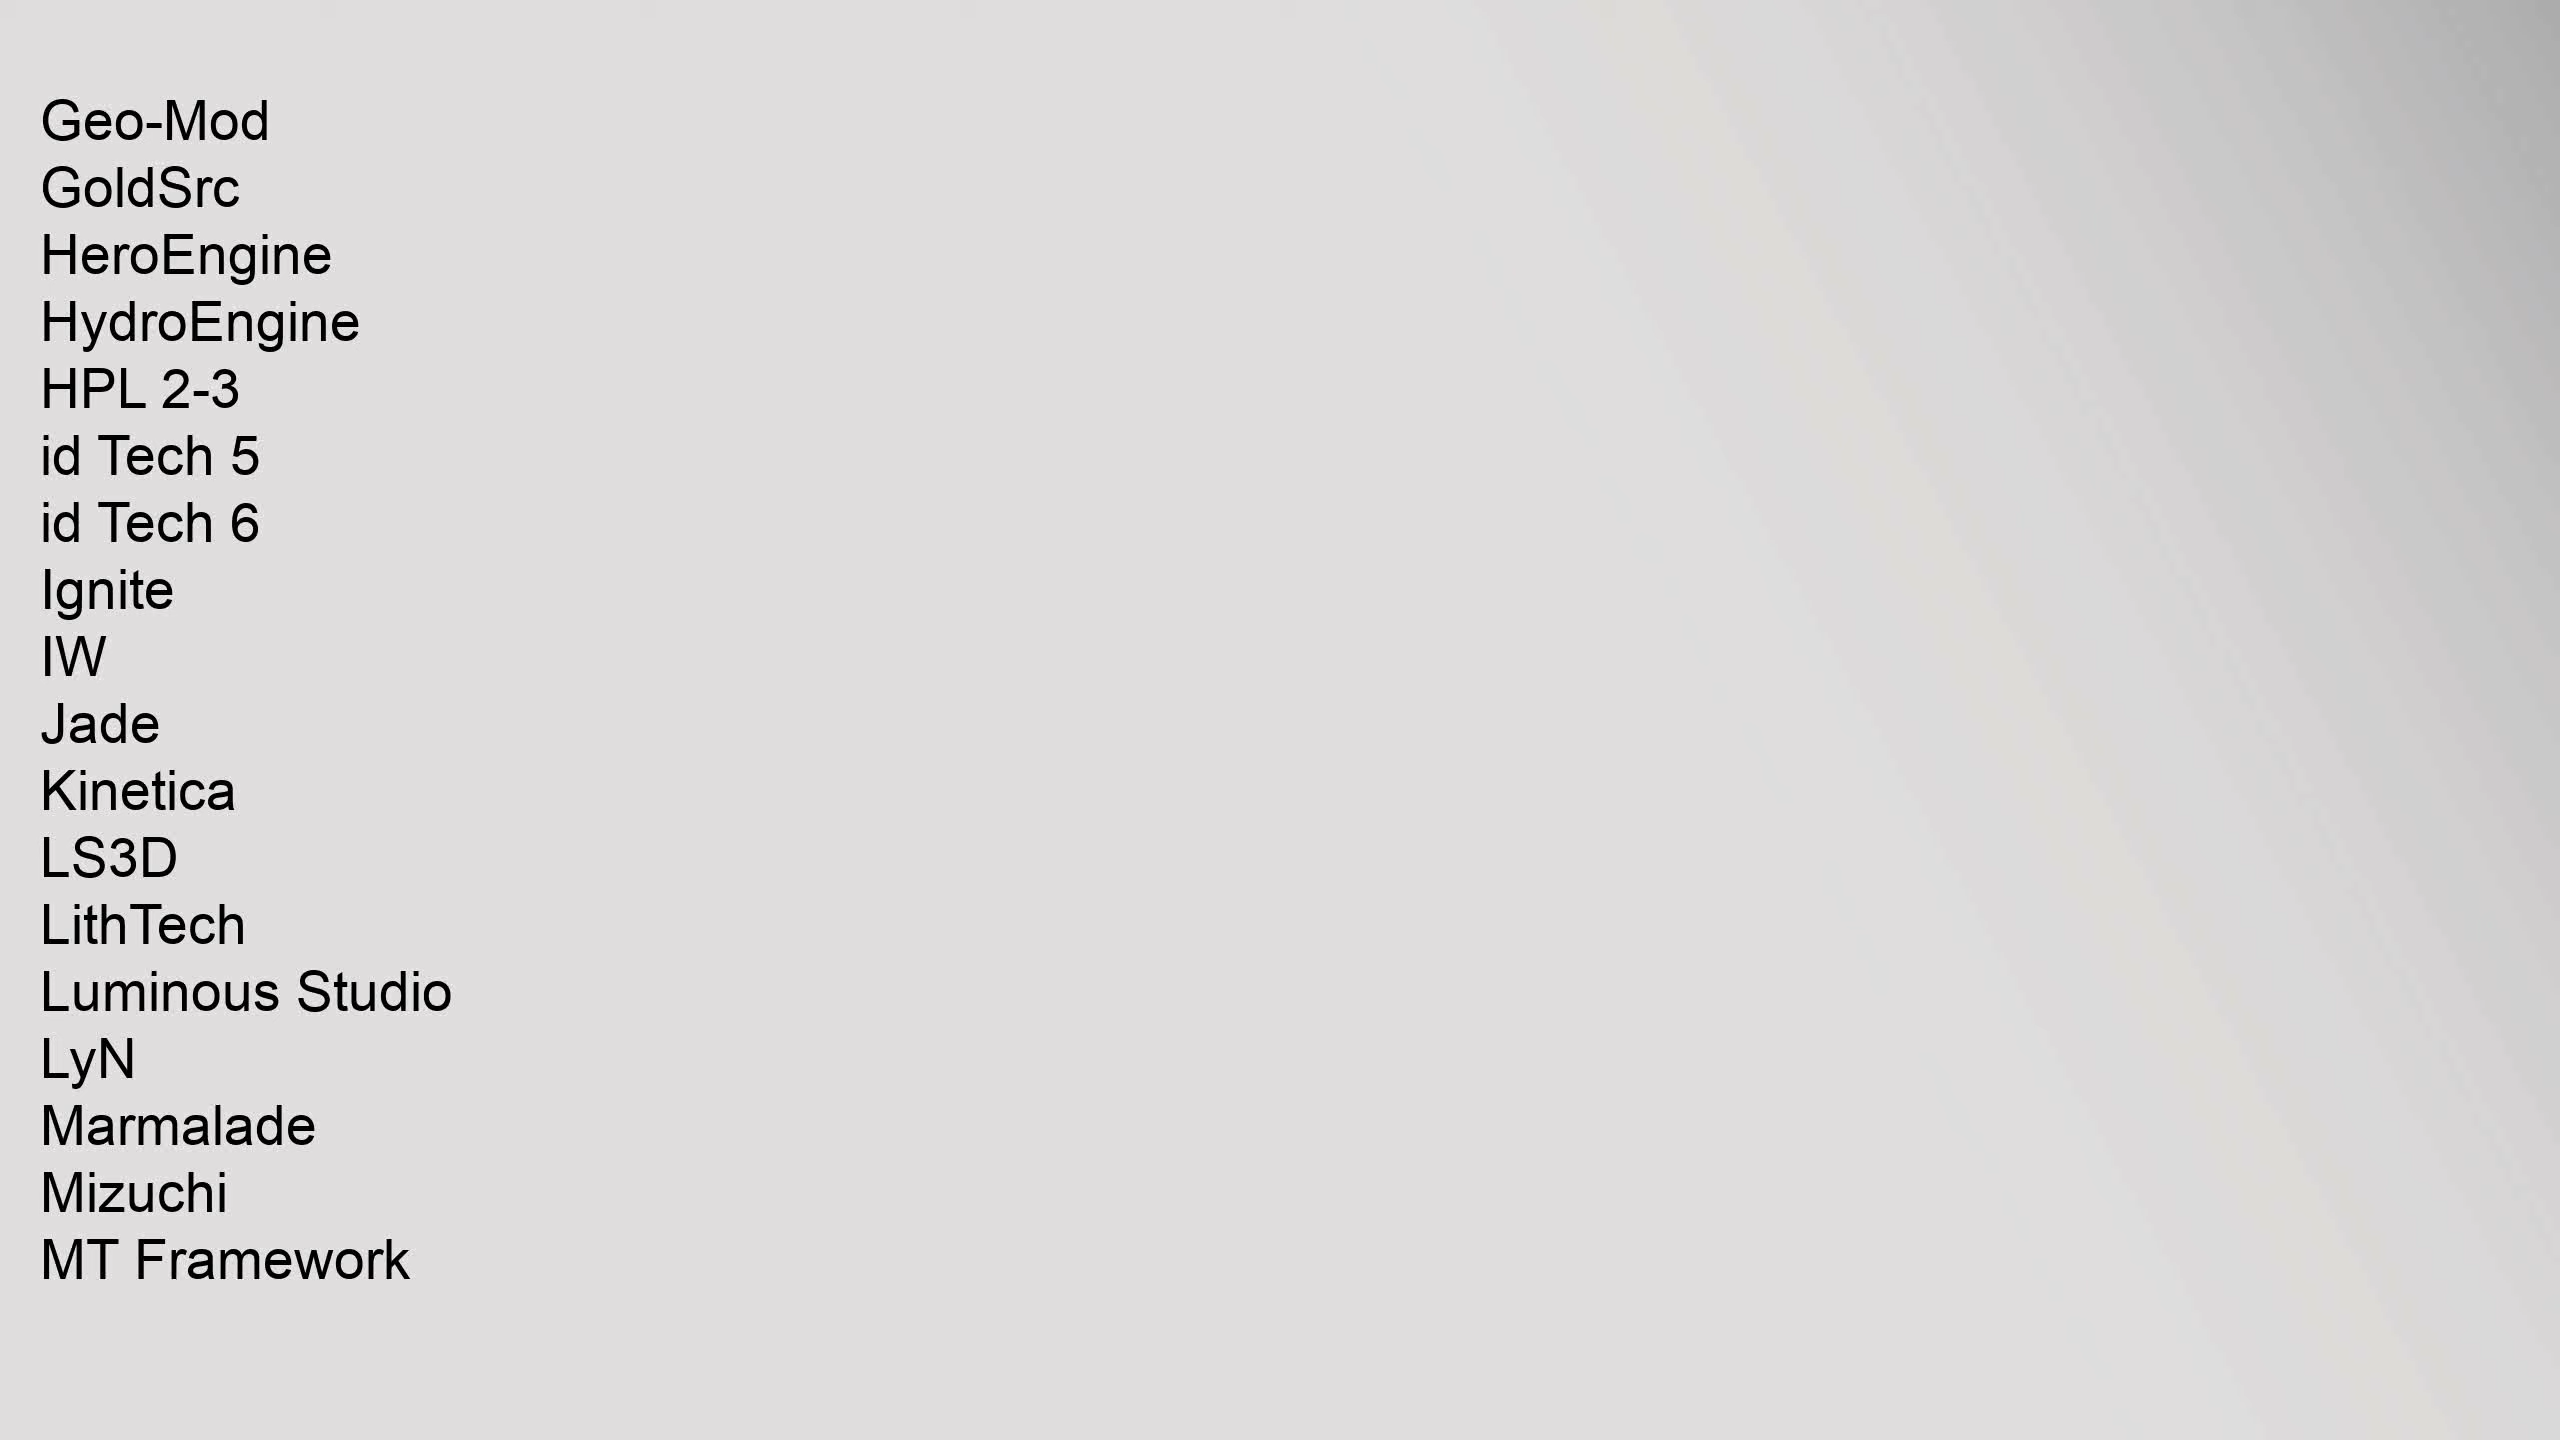 Geo-Mod
GoldSrc
HeroEngine
HydroEngine
HPL 2-3
id Tech 5
id Tech 6
Ignite
IW
Jade
Kinetica
LS3D
LithTech
Luminous Studio
LyN
Marmalade
Mizuchi
MT Framework